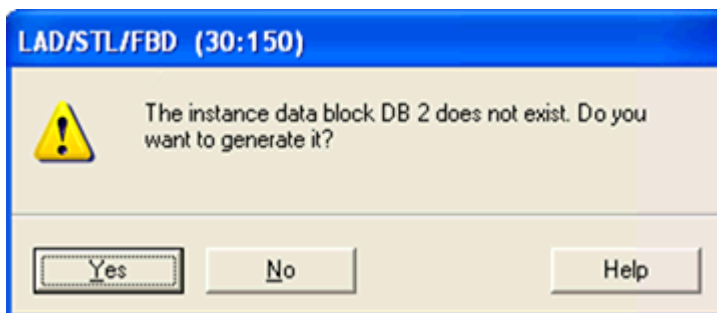 LAD/STL/FBD (30:150)
The instance data block DB 2 does not exist. Do you
want to generate it?
Yes
No
Help